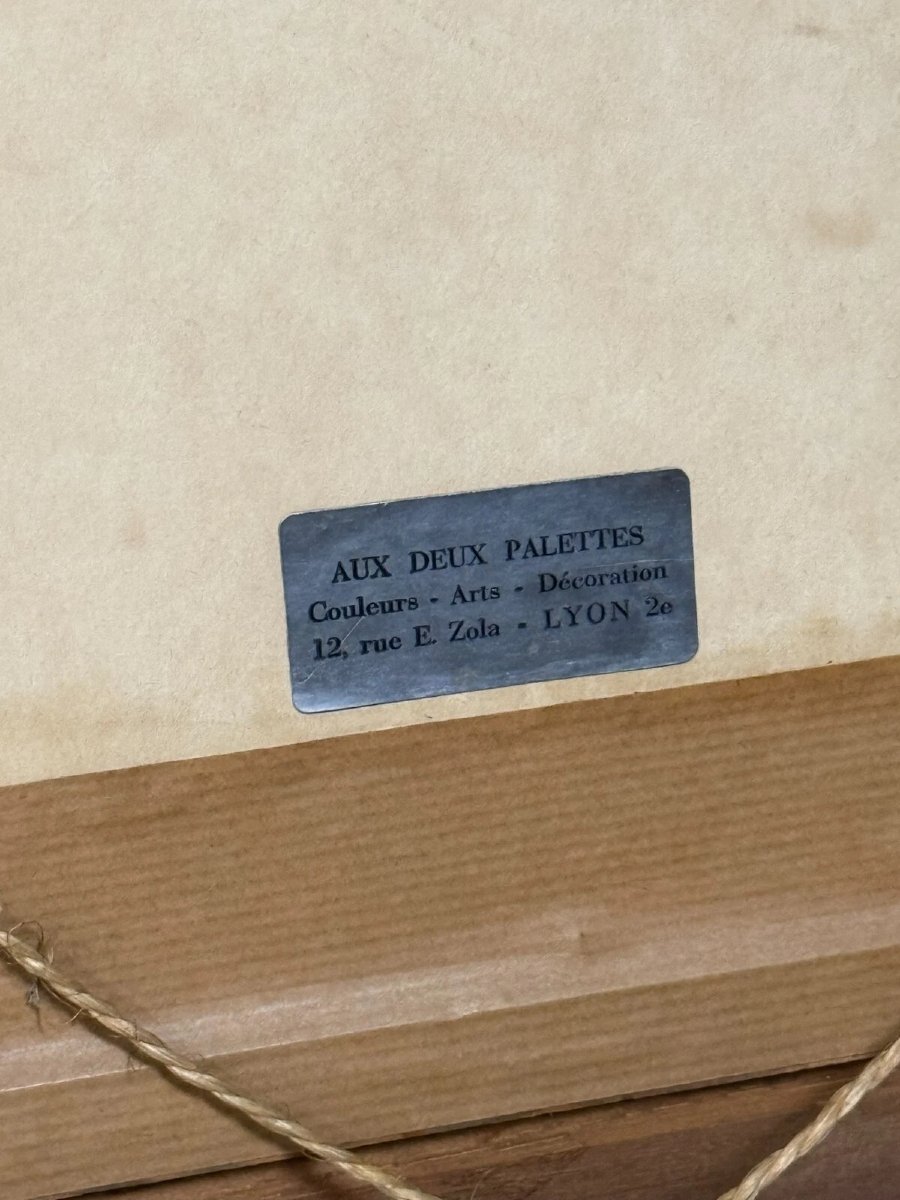 AUX DEUX PALETTES
Couleurs - Arts - Décoration
12, rue E. Zola - LYON 2e